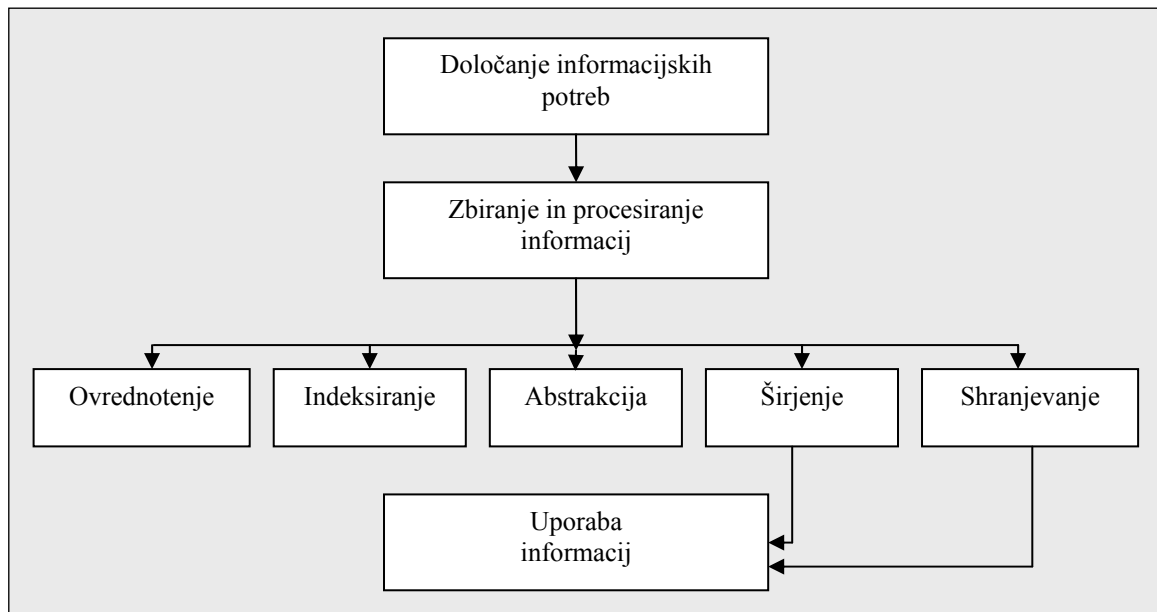 Določanje informacijskih
potreb
Zbiranje in procesiranje
informacij
Ovrednotenje
Indeksiranje
Abstrakcija
Širjenje
Shranjevanje
Uporaba
informacij